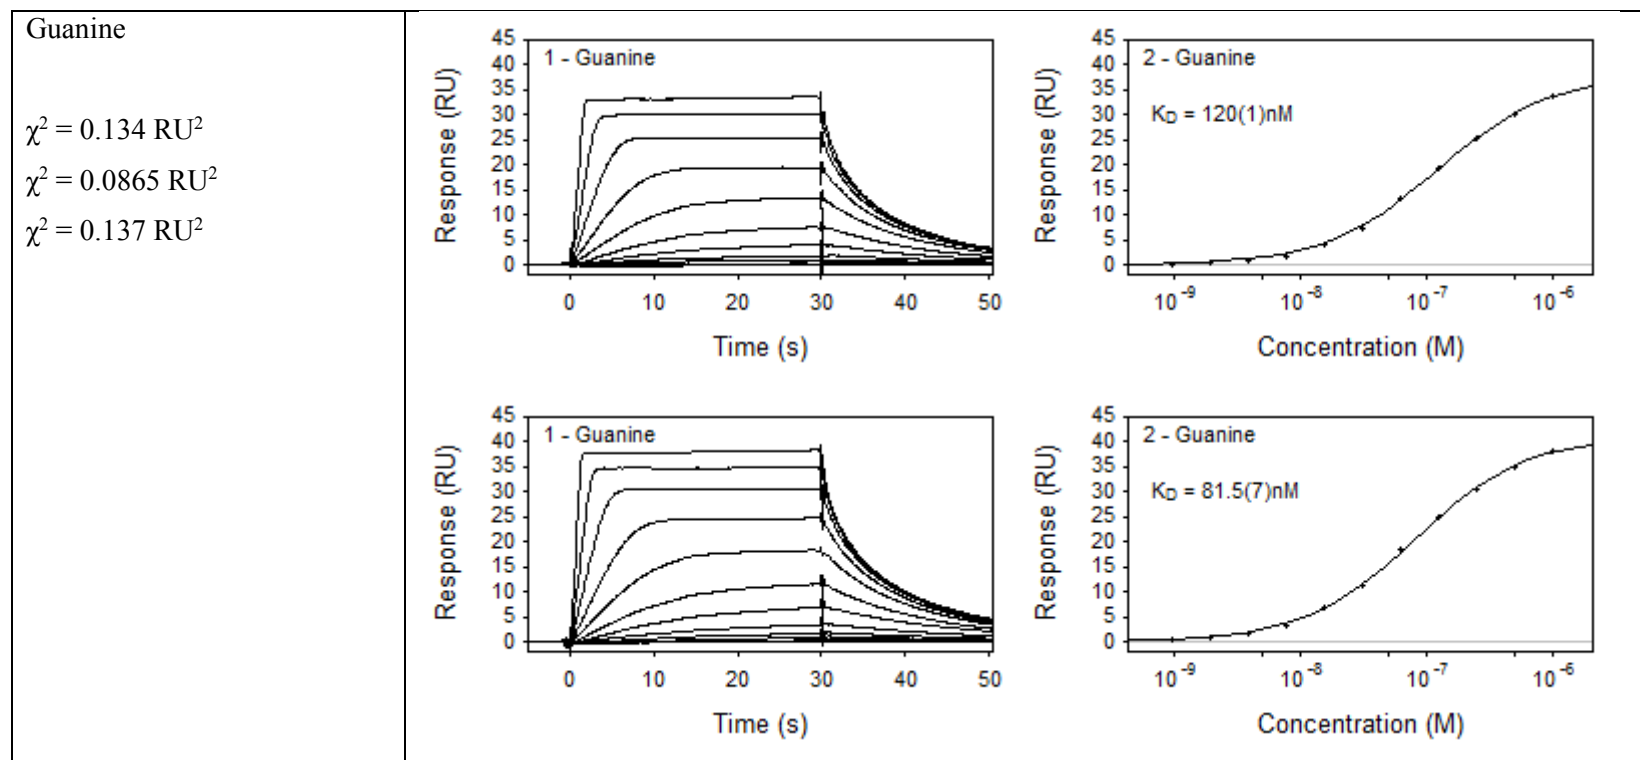 Guanine
χ² = 0.134 RU²
χ² = 0.0865 RU²
χ² = 0.137 RU²
1 - Guanine
Response (RU)
45
40
35
30
25
20
15
10
5
0
0 10 20 30 40 50
Time (s)
2 - Guanine
K_D = 120(1)nM
Response (RU)
45
40
35
30
25
20
15
10
5
0
10⁻⁹ 10⁻⁸ 10⁻⁷ 10⁻⁶
Concentration (M)
1 - Guanine
Response (RU)
45
40
35
30
25
20
15
10
5
0
0 10 20 30 40 50
Time (s)
2 - Guanine
K_D = 81.5(7)nM
Response (RU)
45
40
35
30
25
20
15
10
5
0
10⁻⁹ 10⁻⁸ 10⁻⁷ 10⁻⁶
Concentration (M)